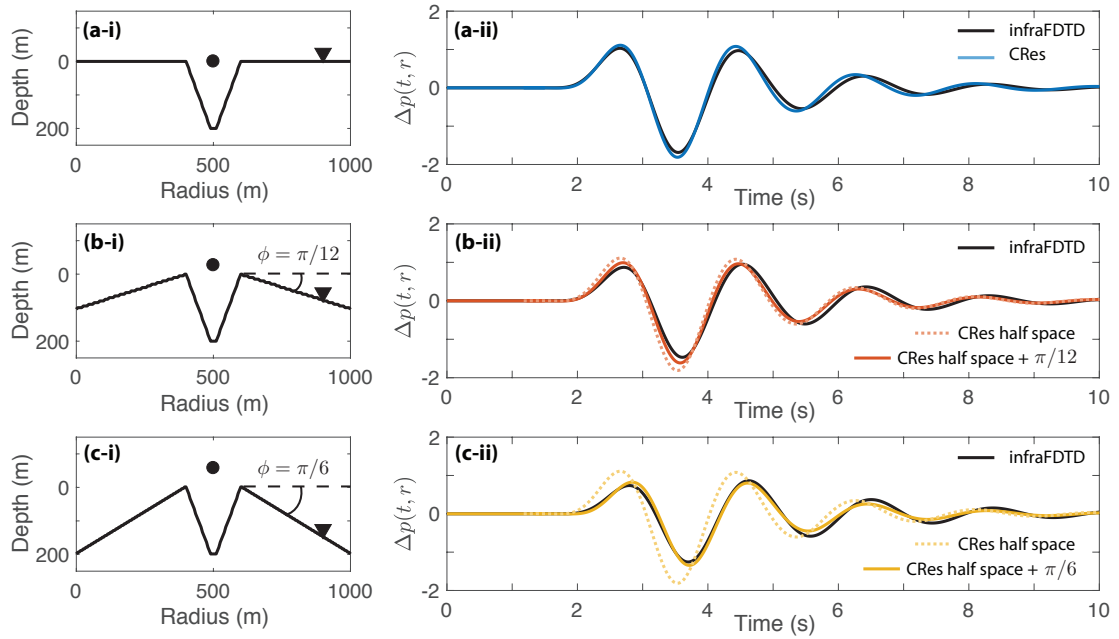 (a-i)
Depth (m)
0
200
0
500
1000
Radius (m)
(a-ii)
infraFDTD
CRes
Δp(t, r)
2
0
-2
0
2
4
6
8
10
Time (s)
(b-i)
ϕ = π/12
Depth (m)
0
200
0
500
1000
Radius (m)
(b-ii)
infraFDTD
CRes half space
CRes half space + π/12
Δp(t, r)
2
0
-2
0
2
4
6
8
10
Time (s)
(c-i)
ϕ = π/6
Depth (m)
0
200
0
500
1000
Radius (m)
(c-ii)
infraFDTD
CRes half space
CRes half space + π/6
Δp(t, r)
2
0
-2
0
2
4
6
8
10
Time (s)